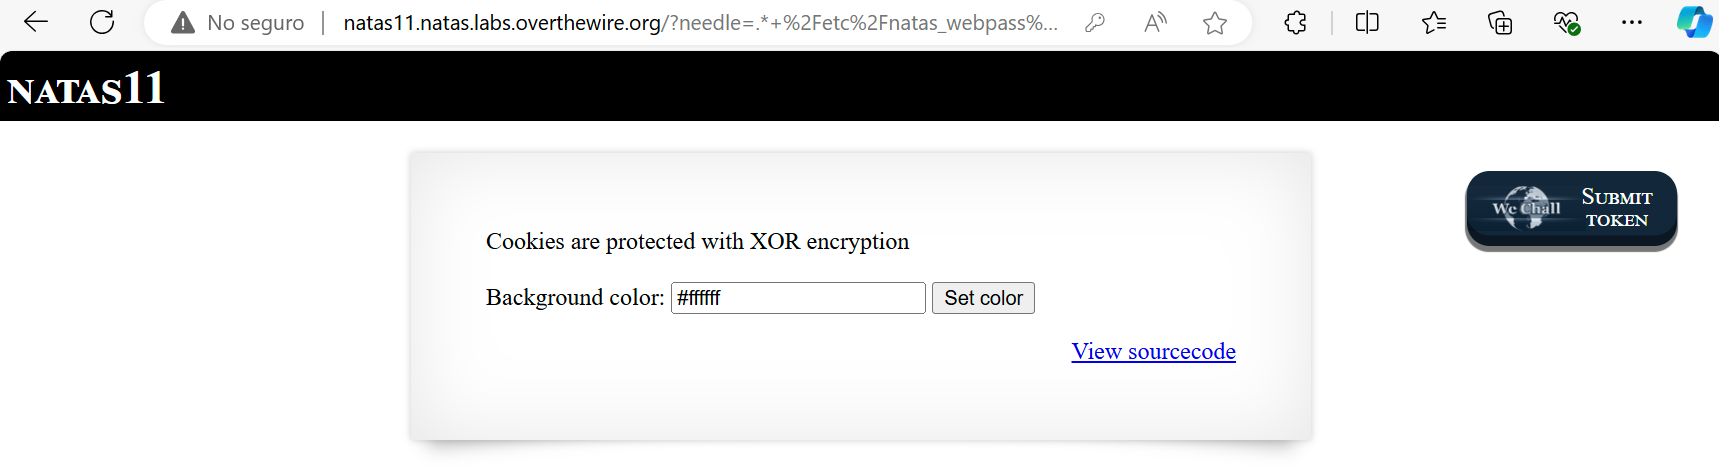 No seguro | natas11.natas.labs.overthewire.org/?needle=.*+%2Fetc%2Fnatas_webpass%...
NATAS11
We Chall SUBMIT TOKEN
Cookies are protected with XOR encryption
Background color: #ffffff Set color
View sourcecode